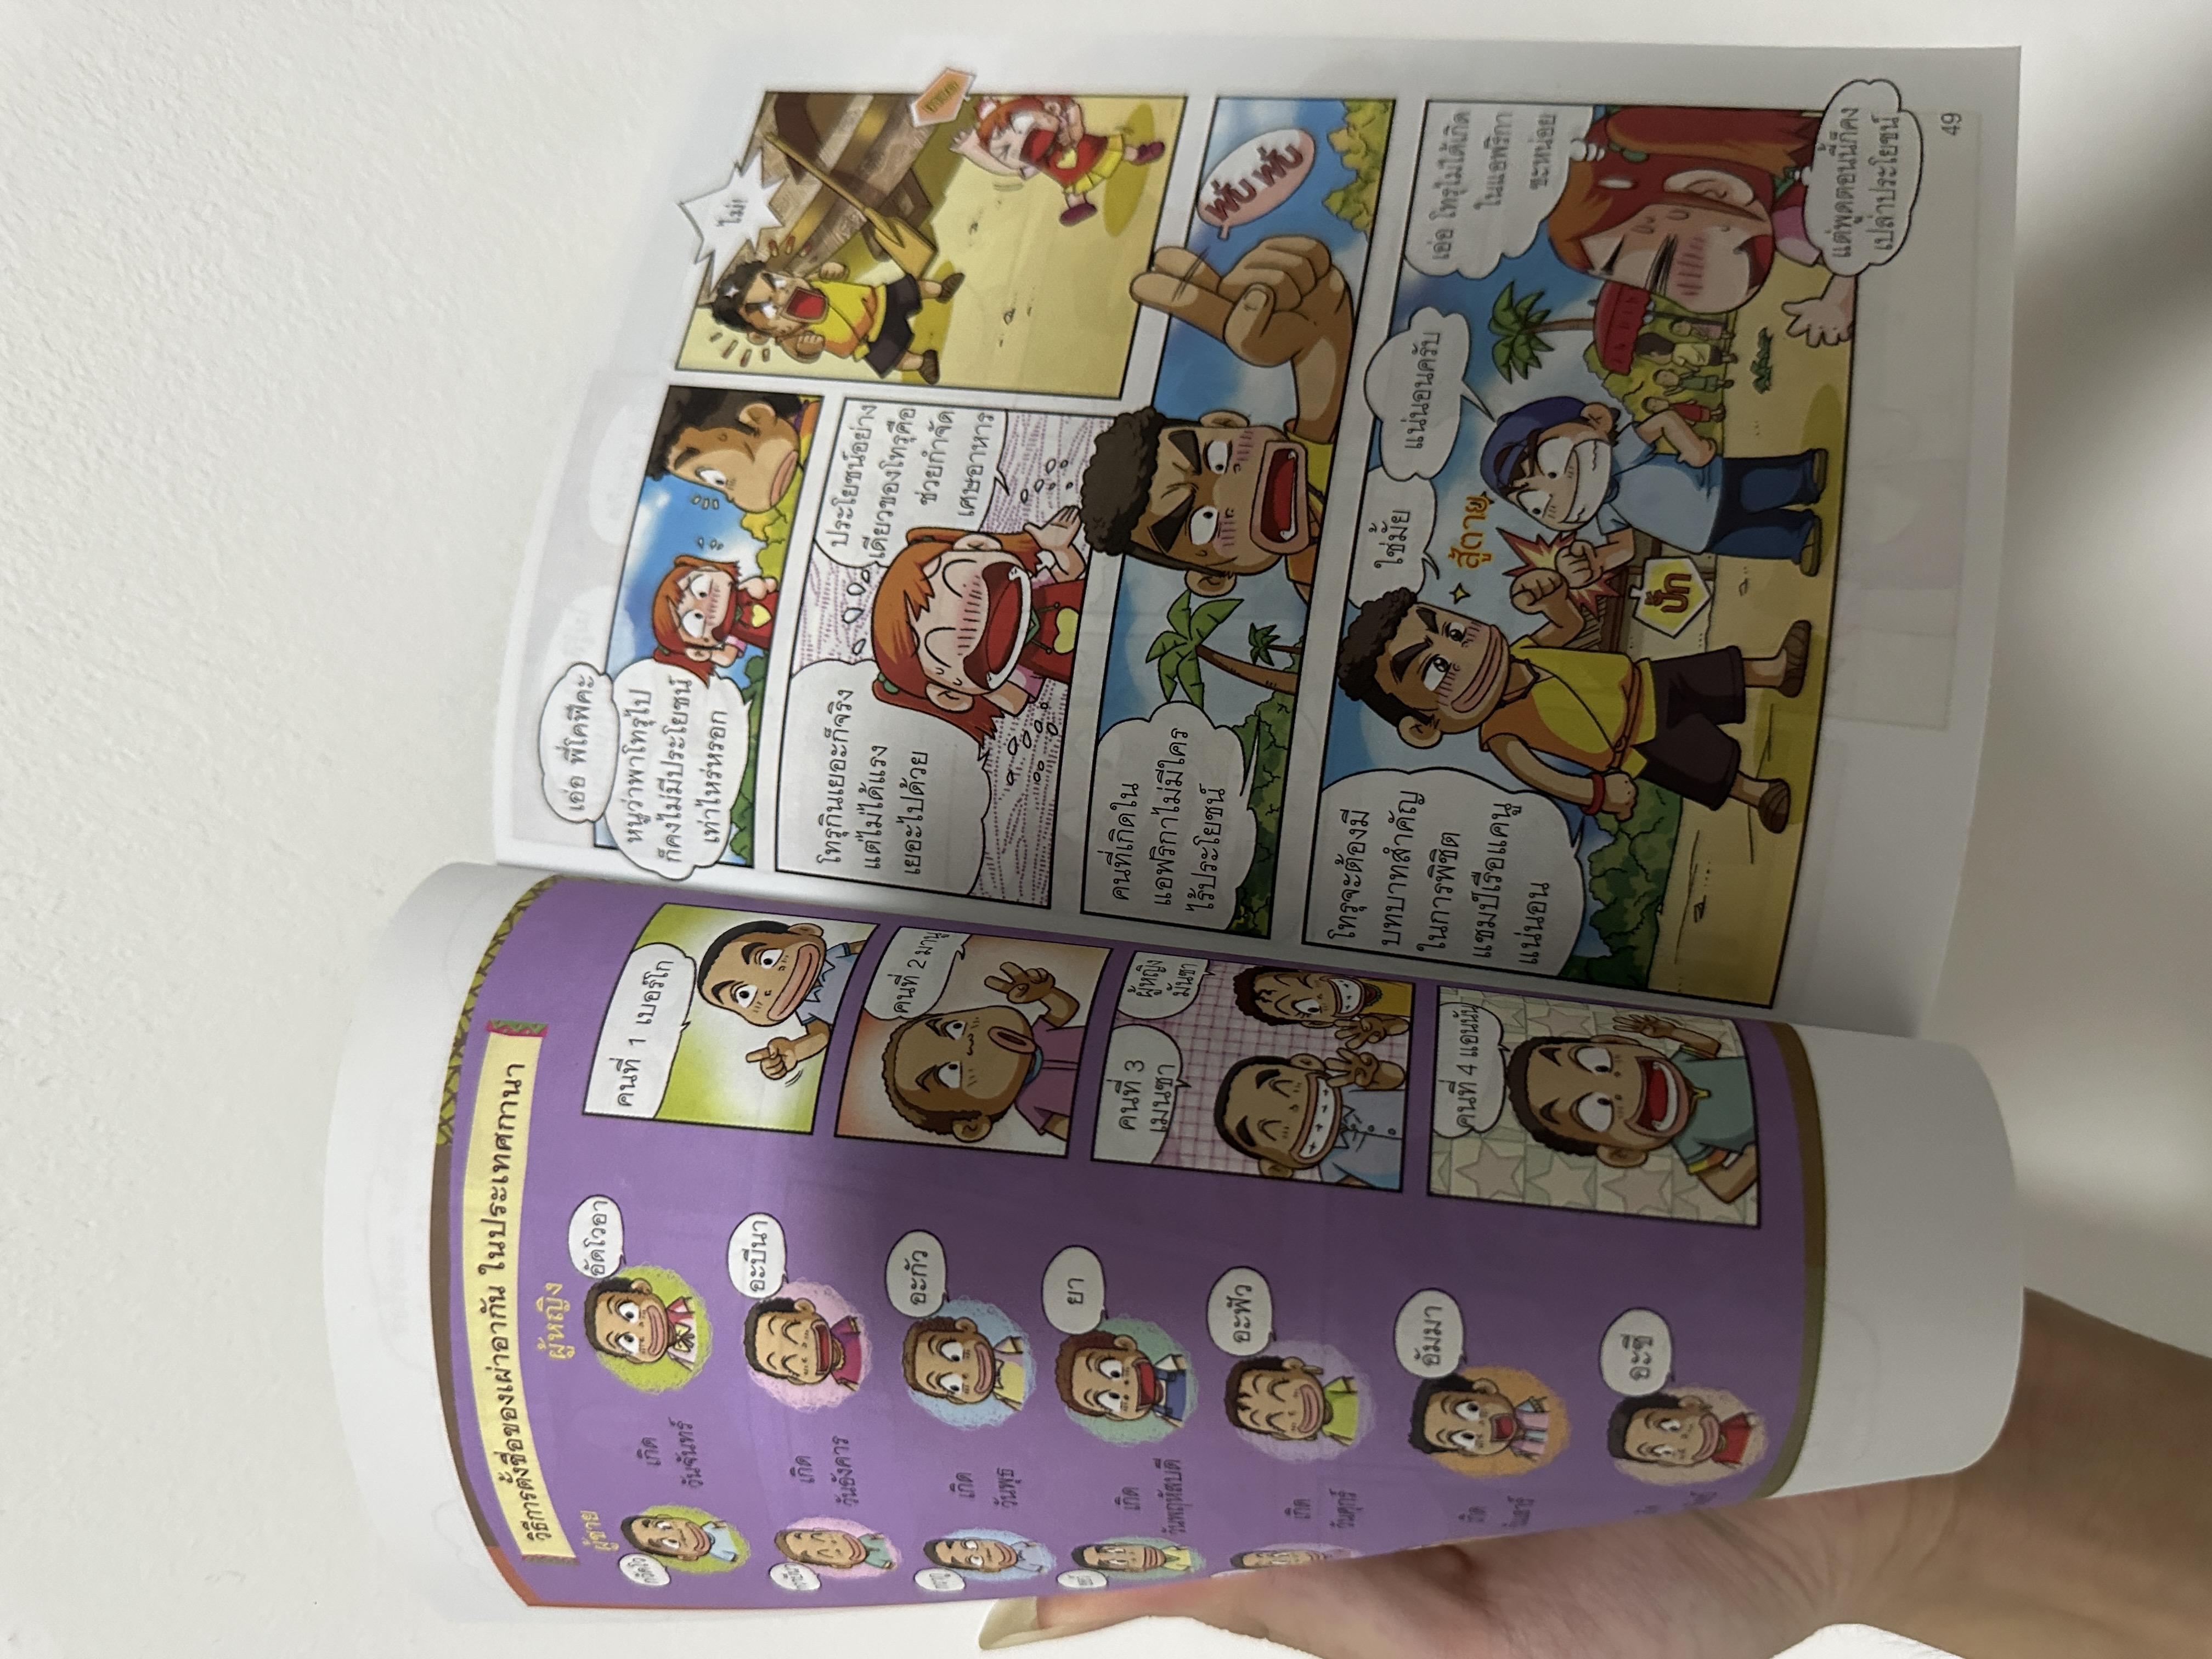 วิธีการตั้งชื่อของเผ่าอากัน ในประเทศกานา
ผู้ชาย
ผู้หญิง
เกิด
วันจันทร์
อัดโวอา
เกิด
วันอังคาร
อะบีนา
เกิด
วันพุธ
อะกัว
เกิด
วันพฤหัสบดี
ยา
เกิด
วันศุกร์
อะฟัว
อัมมา
อะซี
คนที่ 1 เบอร์โก
คนที่ 2 มานู
คนที่ 3
เมนซา
ผู้หญิง
มันซา
คนที่ 4 แอนนัน
เอ่อ พี่โคฟีคะ
หนูว่าพาโทรุไป
ก็คงไม่มีประโยชน์
เท่าไหร่หรอก
ไม่!
โทรุกินเยอะก็จริง
แต่ไม่ได้แรง
เยอะไปด้วย
ประโยชน์อย่าง
เดียวของโทรุคือ
ช่วยกำจัด
เศษอาหาร
คนที่เกิดใน
แอฟริกาไม่มีใคร
ไร้ประโยชน์
พั่บ พั่บ
โทรุจะต้องมี
บทบาทสำคัญ
ในการพิชิต
แชมป์เรือแคนู
แน่นอน
ใช่มั้ย
สู้ตาย
แน่นอนครับ
ปั้ก
เอ่อ โทรุไม่ได้เกิด
ในแอฟริกา
ซะหน่อย
แต่พูดตอนนี้ก็คง
เปล่าประโยชน์
49